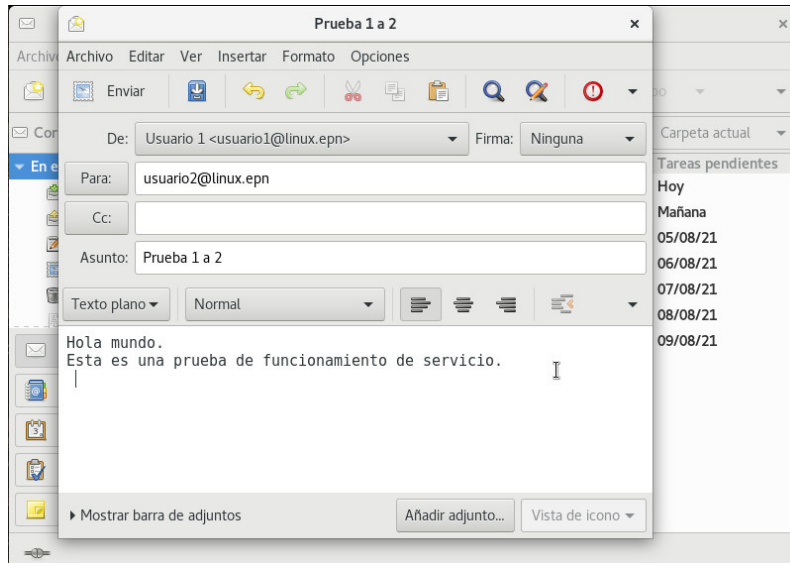 Prueba 1 a 2
Archivo Editar Ver Insertar Formato Opciones
Enviar
De: Usuario 1 <usuario1@linux.epn> Firma: Ninguna
Para: usuario2@linux.epn
Cc:
Asunto: Prueba 1 a 2
Texto plano Normal
Hola mundo.
Esta es una prueba de funcionamiento de servicio.
Mostrar barra de adjuntos Añadir adjunto... Vista de icono
Carpeta actual
Tareas pendientes
Hoy
Mañana
05/08/21
06/08/21
07/08/21
08/08/21
09/08/21